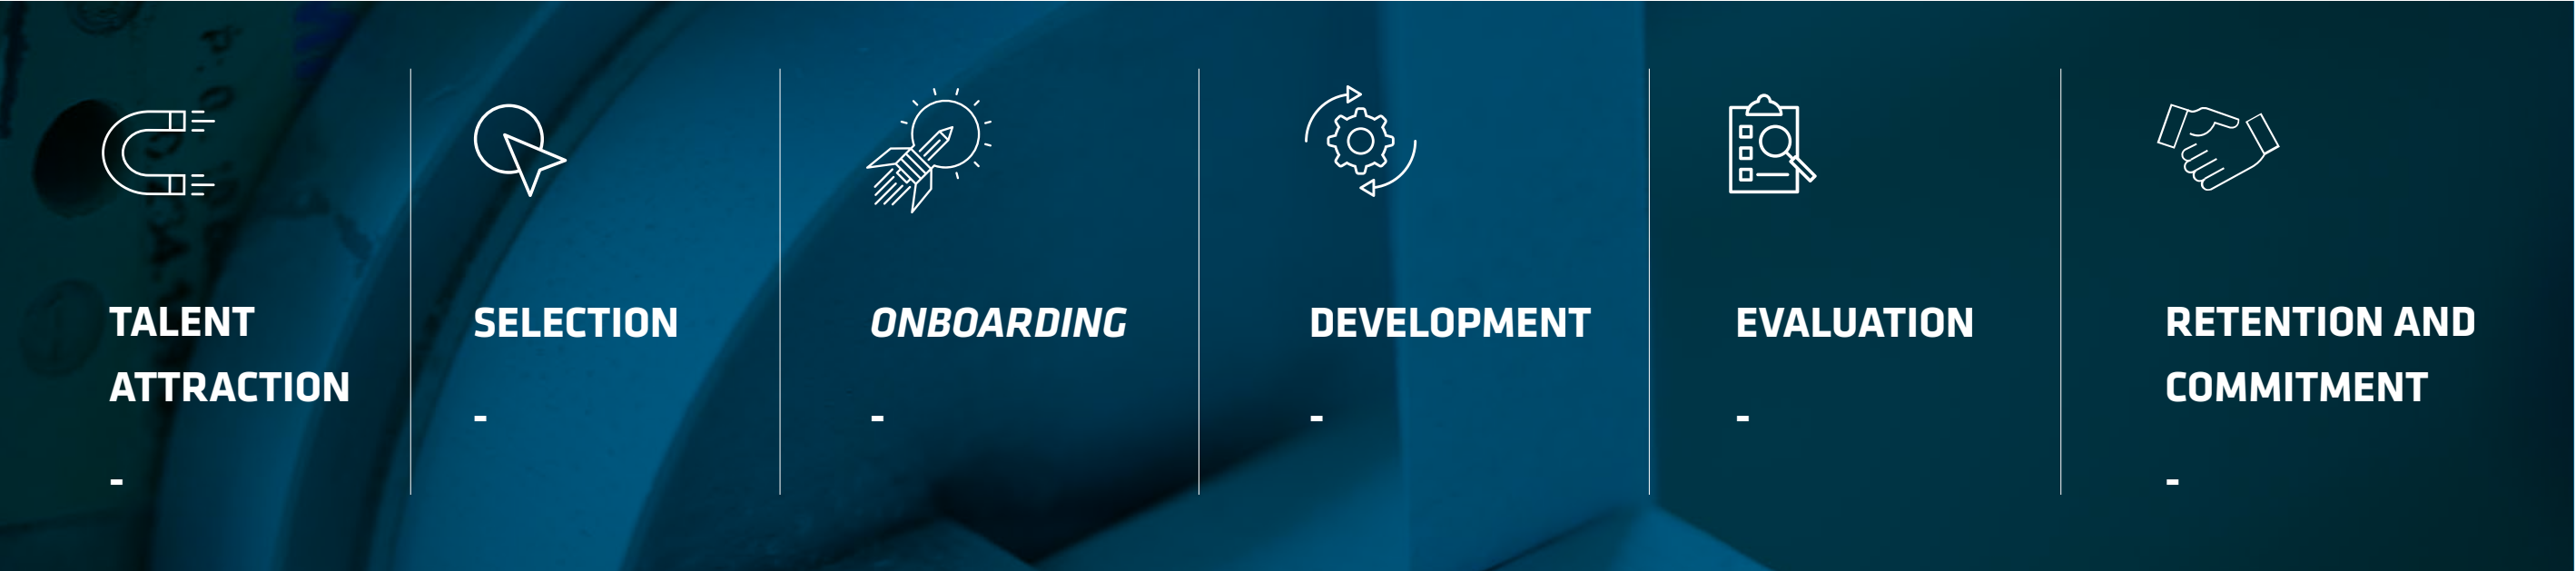 TALENT
ATTRACTION
-
SELECTION
-
ONBOARDING
-
DEVELOPMENT
-
EVALUATION
-
RETENTION AND
COMMITMENT
-